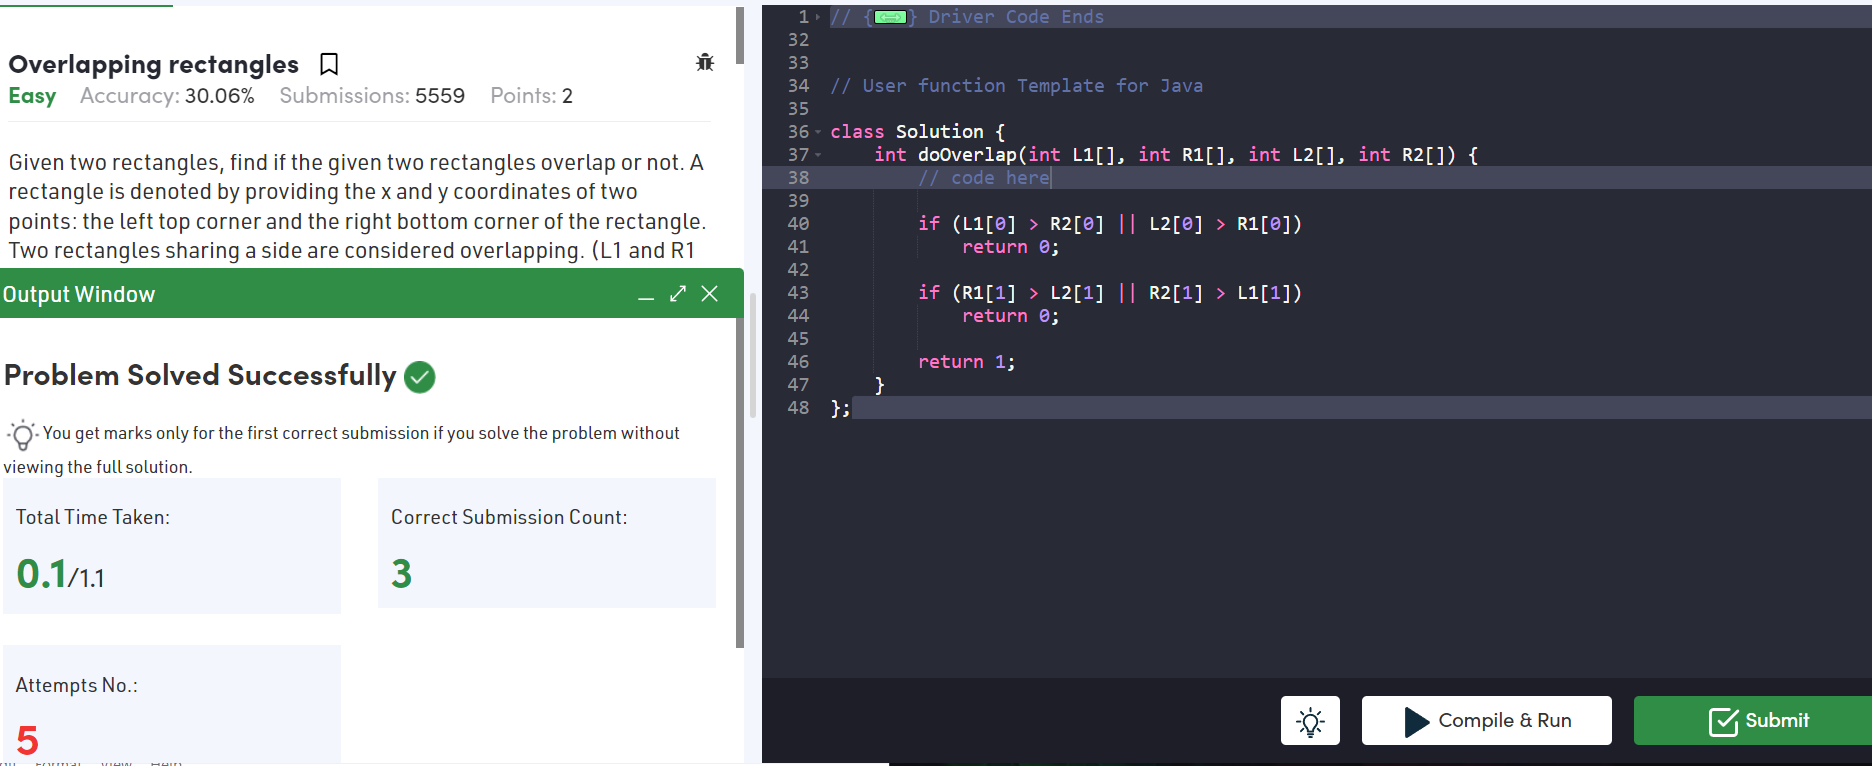 Overlapping rectangles
Easy Accuracy: 30.06% Submissions: 5559 Points: 2
Given two rectangles, find if the given two rectangles overlap or not. A
rectangle is denoted by providing the x and y coordinates of two
points: the left top corner and the right bottom corner of the rectangle.
Two rectangles sharing a side are considered overlapping. (L1 and R1
Output Window
Problem Solved Successfully
You get marks only for the first correct submission if you solve the problem without
viewing the full solution.
Total Time Taken:
0.1/1.1
Correct Submission Count:
3
Attempts No.:
5
Format View Help
1 // {} Driver Code Ends
32
33
34 // User function Template for Java
35
36 class Solution {
37 int doOverlap(int L1[], int R1[], int L2[], int R2[]) {
38 // code here
39
40 if (L1[0] > R2[0] || L2[0] > R1[0])
41 return 0;
42
43 if (R1[1] > L2[1] || R2[1] > L1[1])
44 return 0;
45
46 return 1;
47 }
48 };
Compile & Run
Submit